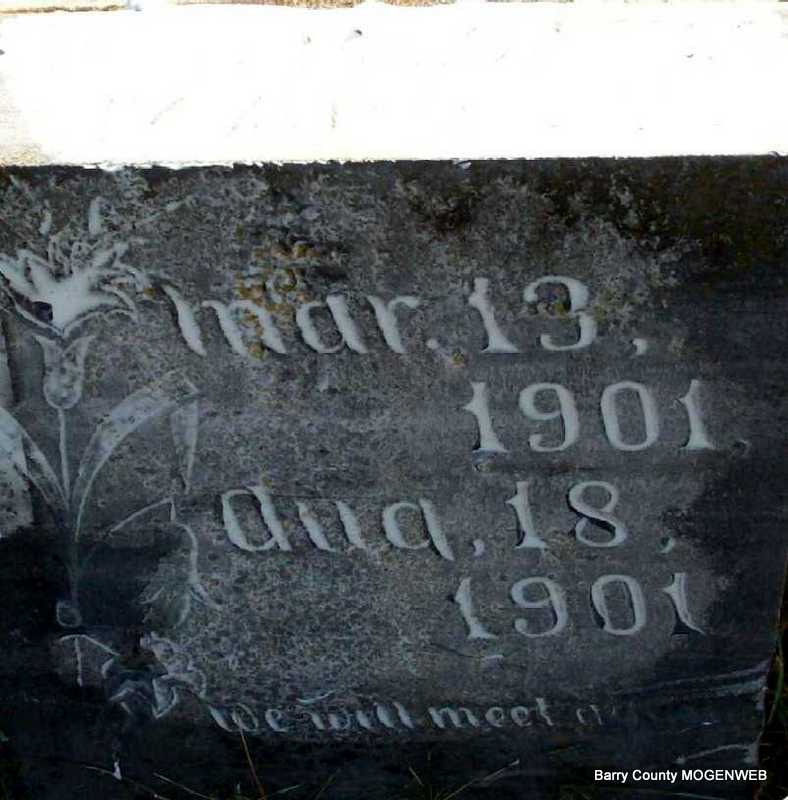 Mar. 13,
1901.
Aug, 18,
1901
We will meet
Barry County MOGENWEB